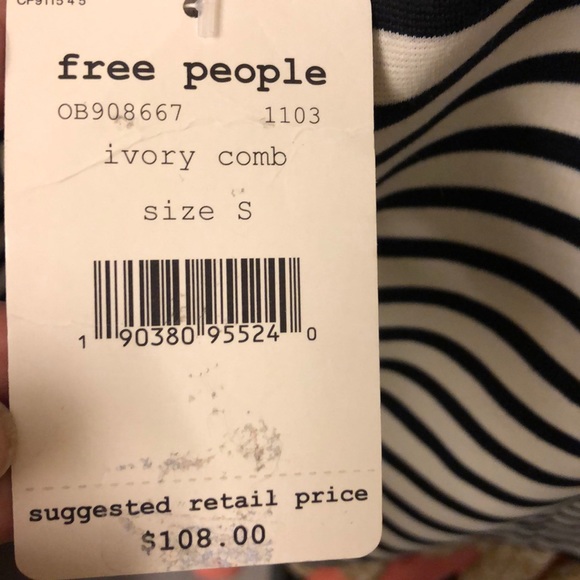 free people
OB908667 1103
ivory comb
size S
1 90380 95524 0
suggested retail price
$108.00